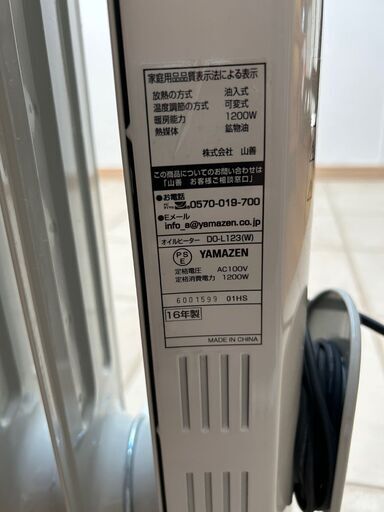 家庭用品品質表示法による表示
放熱の方式 油入式
温度調節の方式 可変式
暖房能力 1200W
熱媒体 鉱物油
株式会社 山善
この商品についてのお問い合わせは
「山善 お客様ご相談窓口」
●お電話
0570-019-700
●Eメール
info_s@yamazen.co.jp
オイルヒーター DO-L123(W)
PS
E
YAMAZEN
定格電圧 AC100V
定格消費電力 1200W
6001599 01HS
16年製
MADE IN CHINA